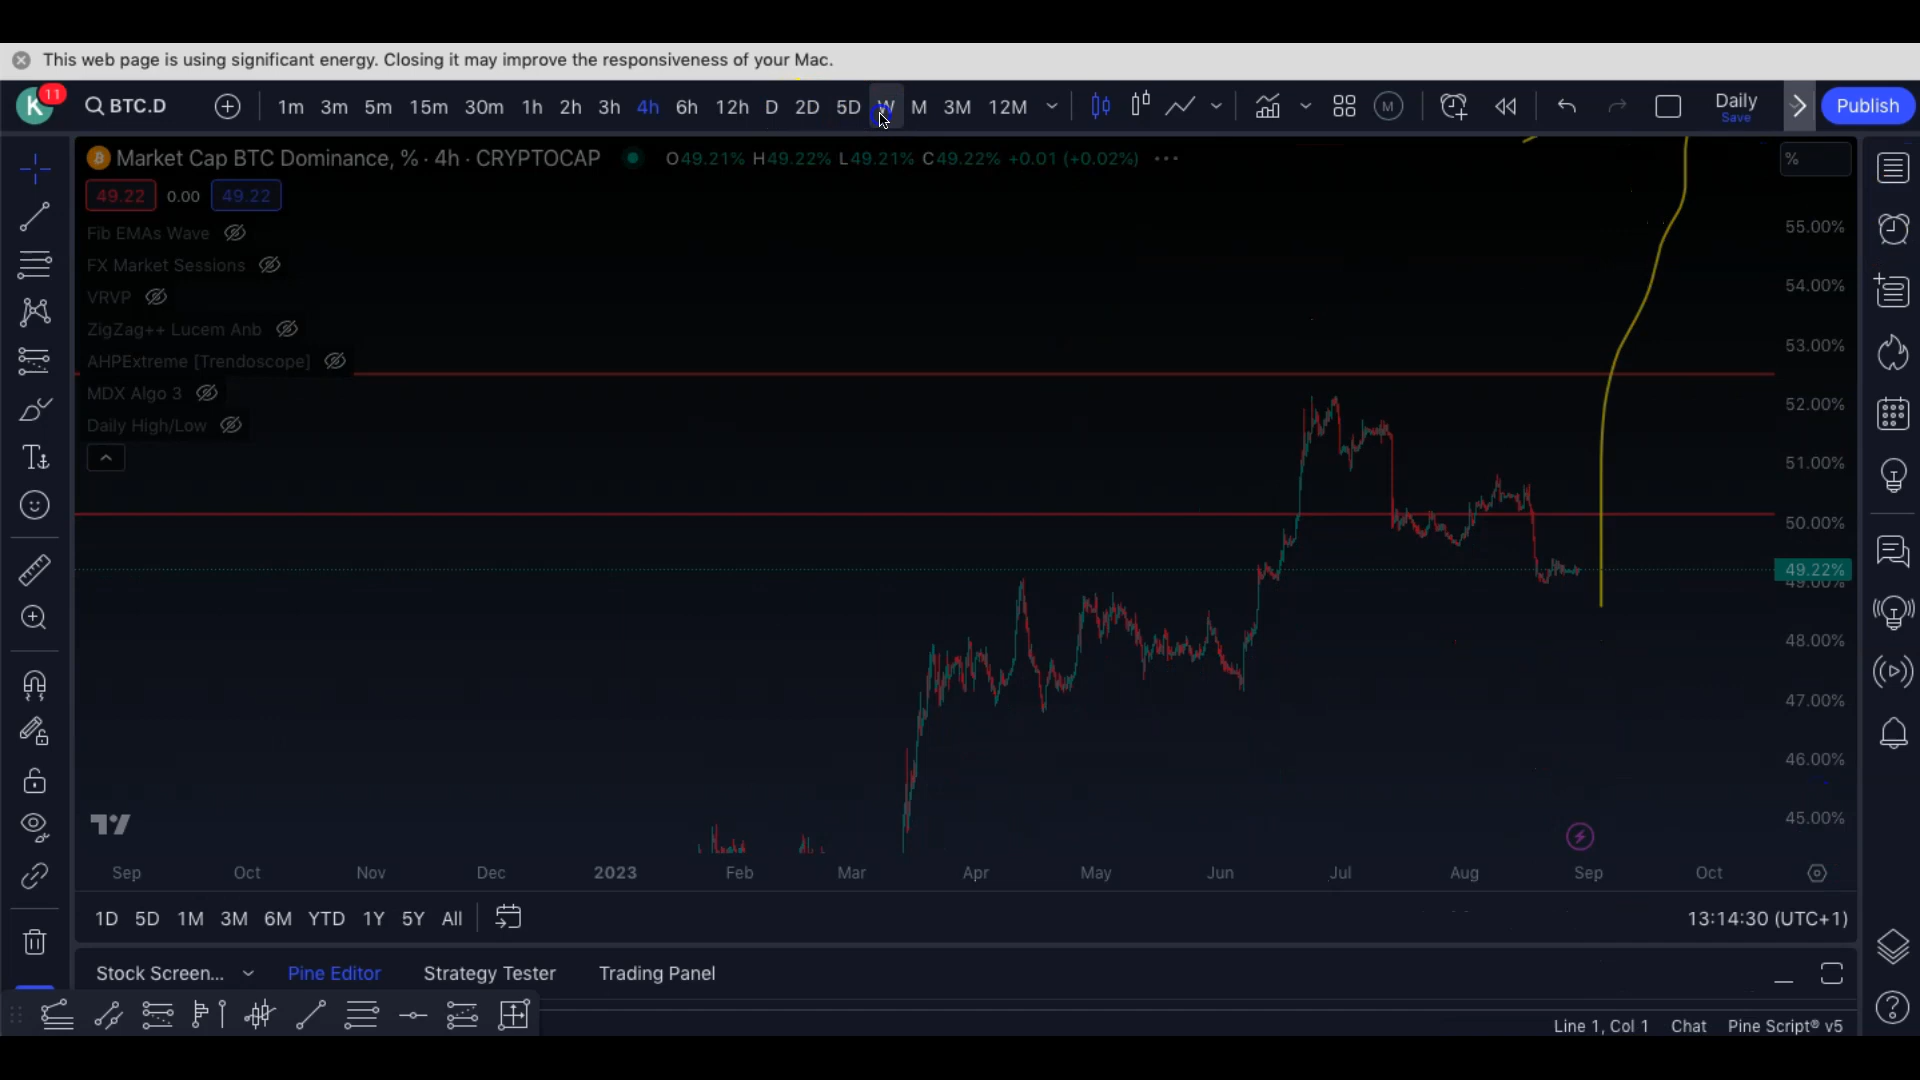 This web page is using significant energy. Closing it may improve the responsiveness of your Mac.
K 11 BTC.D 1m 3m 5m 15m 30m 1h 2h 3h 4h 6h 12h D 2D 5D W M 3M 12M M Daily Save Publish
Market Cap BTC Dominance, % · 4h · CRYPTOCAP O49.21% H49.22% L49.21% C49.22% +0.01 (+0.02%) %
49.22 0.00 49.22
Fib EMAs Wave
FX Market Sessions
VRVP
ZigZag++ Lucem Anb
AHPExtreme [Trendoscope]
MDX Algo 3
Daily High/Low
55.00%
54.00%
53.00%
52.00%
51.00%
50.00%
49.22%
49.00%
48.00%
47.00%
46.00%
45.00%
Sep Oct Nov Dec 2023 Feb Mar Apr May Jun Jul Aug Sep Oct
1D 5D 1M 3M 6M YTD 1Y 5Y All 13:14:30 (UTC+1)
Stock Screen... Pine Editor Strategy Tester Trading Panel
Line 1, Col 1 Chat Pine Script® v5